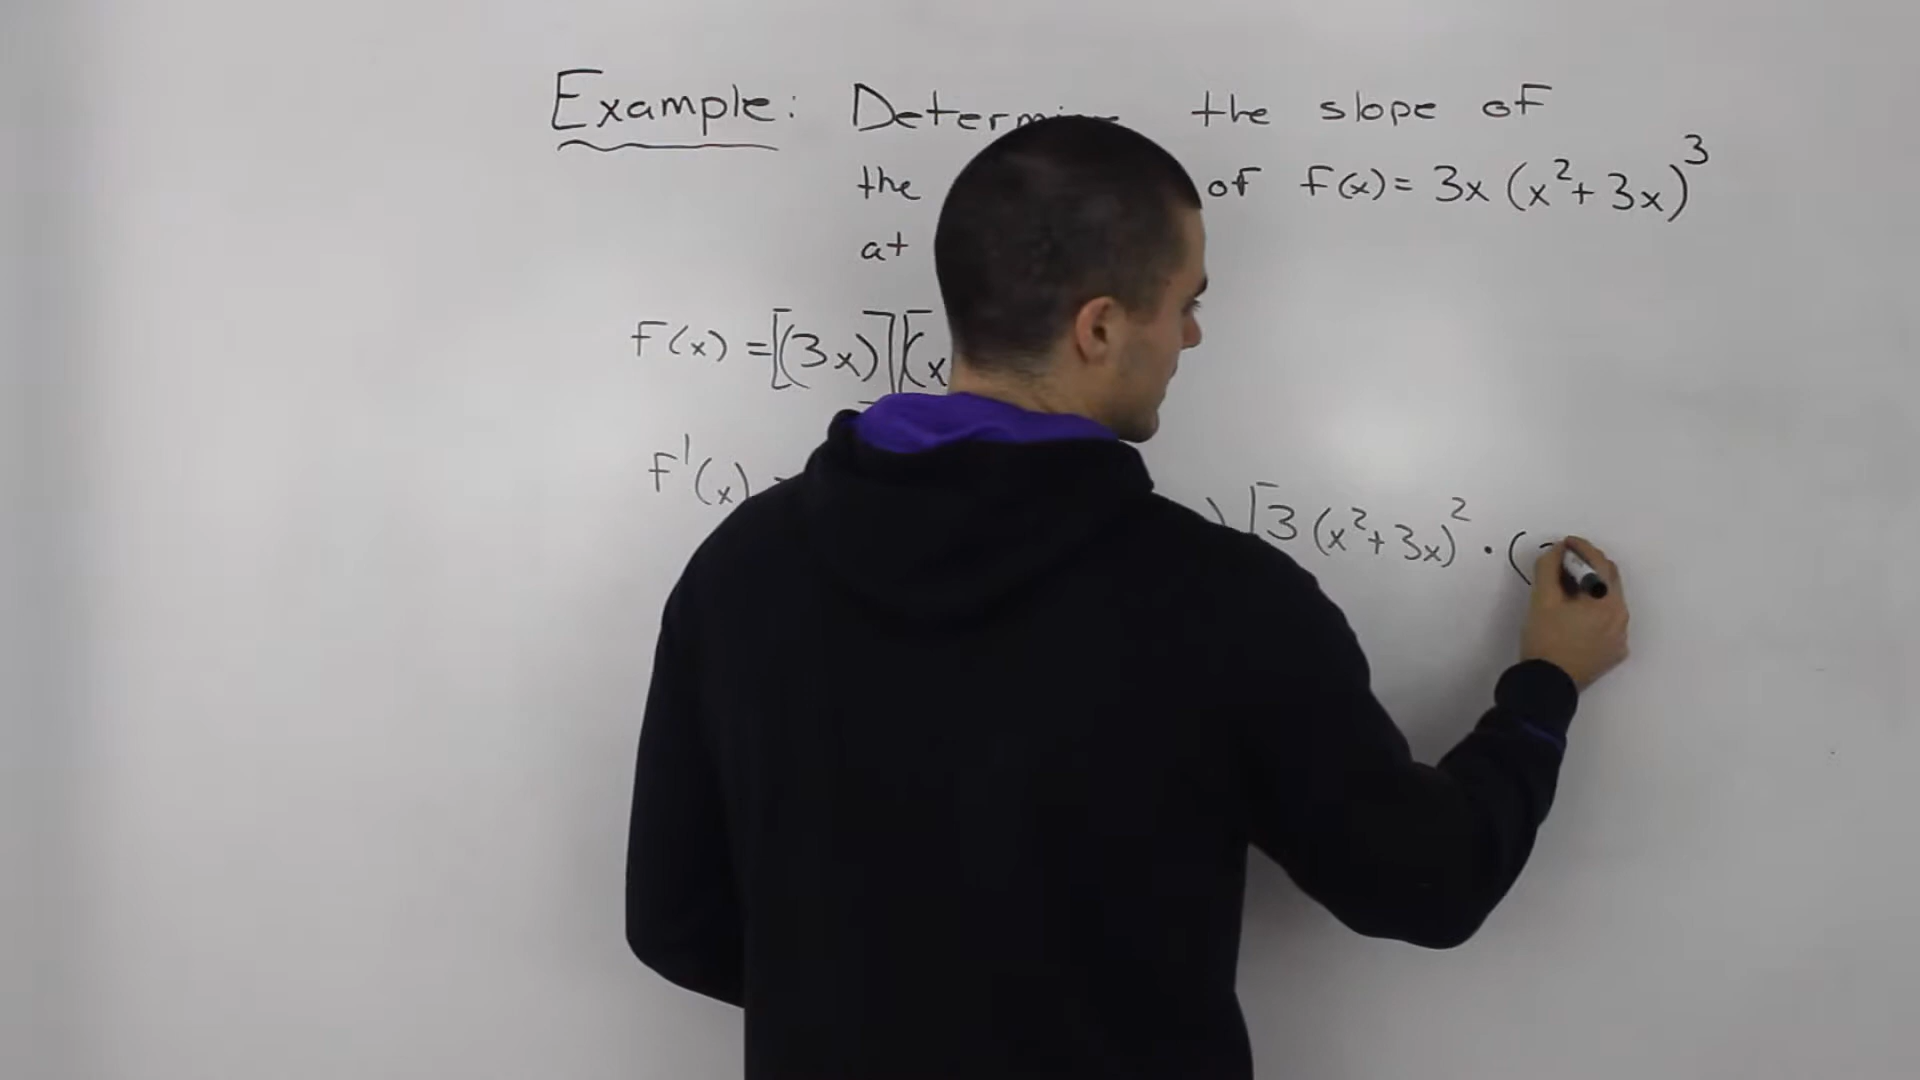 Example: Determine the slope of
the of f(x) = 3x (x²+ 3x)³
at
f(x) = [(3x)][(x
f'(x) = ) [3 (x²+ 3x)² · (